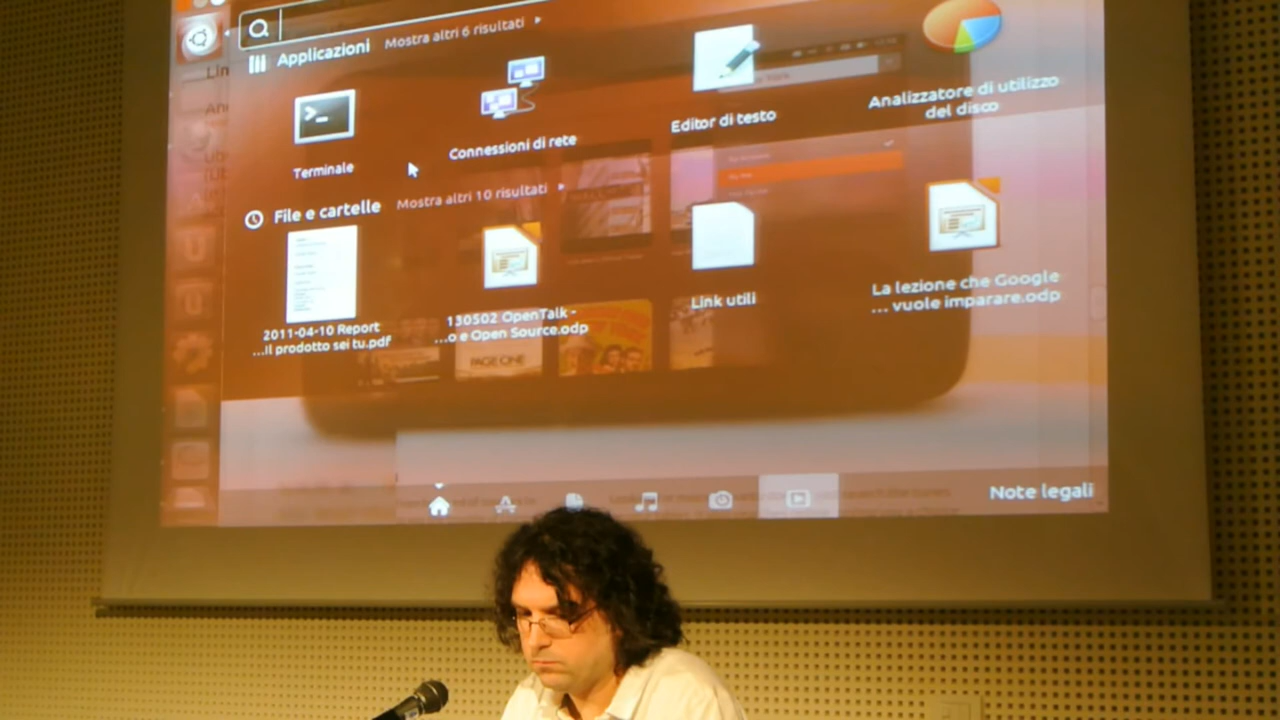 Applicazioni Mostra altri 6 risultati
Terminale
Connessioni di rete
Editor di testo
Analizzatore di utilizzo
del disco
File e cartelle Mostra altri 10 risultati
2011-04-10 Report
...il prodotto sei tu.pdf
130502 OpenTalk -
...o e Open Source.odp
Link utili
La lezione che Google
... vuole imparare.odp
PAGE ONE
Note legali